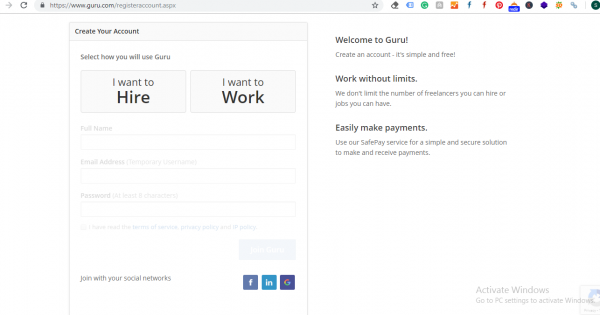 https://www.guru.com/registeraccount.aspx
Create Your Account
Select how you will use Guru
I want to
Hire
I want to
Work
Full Name
Email Address (Temporary Username)
Password (At least 8 characters)
I have read the terms of service, privacy policy and IP policy.
Join Guru
Join with your social networks
f in G
Welcome to Guru!
Create an account - it's simple and free!
Work without limits.
We don't limit the number of freelancers you can hire or
jobs you can have.
Easily make payments.
Use our SafePay service for a simple and secure solution
to make and receive payments.
Activate Windows
Go to PC settings to activate Windows.